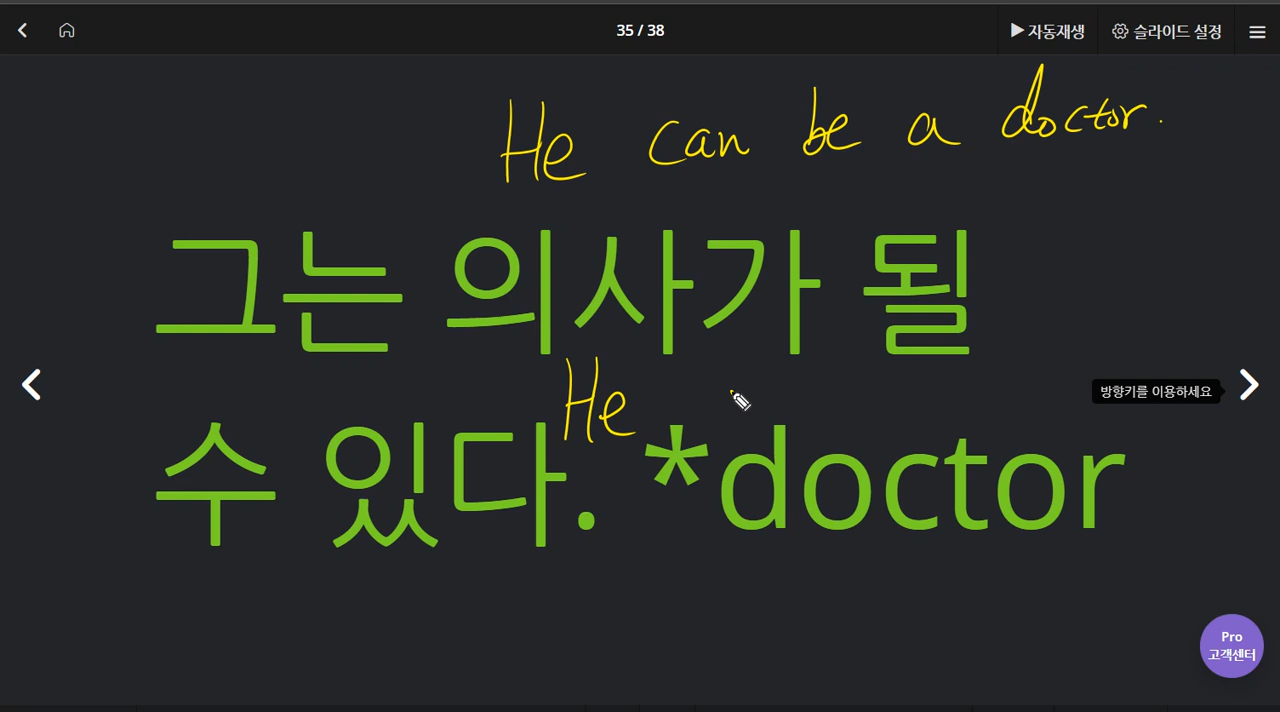 35 / 38
▶자동재생
슬라이드 설정
He can be a doctor.
그는 의사가 될
He
방향키를 이용하세요
수 있다. *doctor
Pro
고객센터